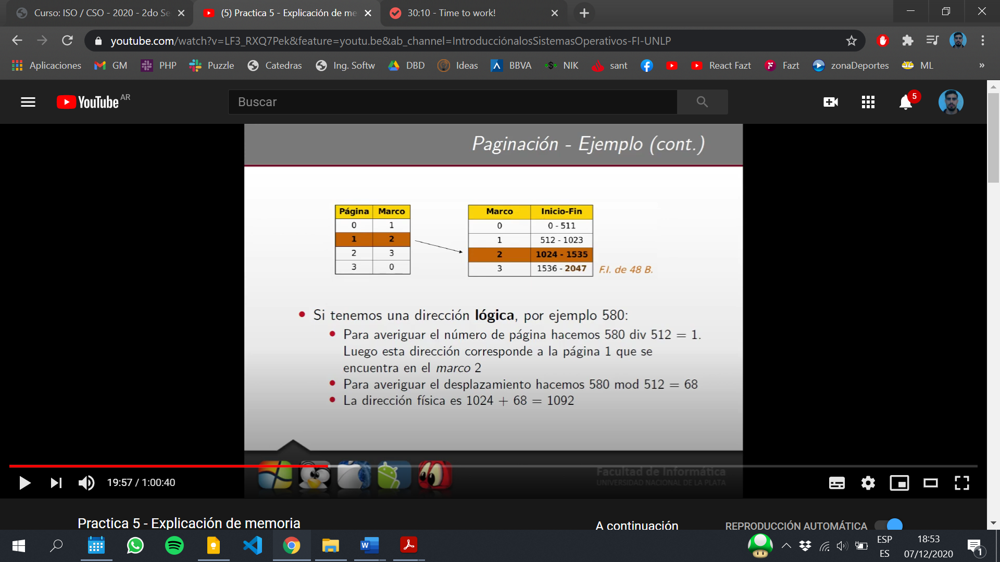 Curso: ISO / CSO - 2020 - 2do Se
(5) Practica 5 - Explicación de me
30:10 - Time to work!
youtube.com/watch?v=LF3_RXQ7Pek&feature=youtu.be&ab_channel=IntroducciónalosSistemasOperativos-FI-UNLP
Aplicaciones GM PHP Puzzle Catedras Ing. Softw DBD Ideas BBVA NIK sant React Fazt Fazt zonaDeportes ML »
YouTube AR
Buscar
5
Paginación - Ejemplo (cont.)
Página Marco
0 1
1 2
2 3
3 0
Marco Inicio-Fin
0 0 - 511
1 512 - 1023
2 1024 - 1535
3 1536 - 2047
F.I. de 48 B.
• Si tenemos una dirección lógica, por ejemplo 580:
• Para averiguar el número de página hacemos 580 div 512 = 1.
Luego esta dirección corresponde a la página 1 que se
encuentra en el marco 2
• Para averiguar el desplazamiento hacemos 580 mod 512 = 68
• La dirección física es 1024 + 68 = 1092
Facultad de Informática
UNIVERSIDAD NACIONAL DE LA PLATA
19:57 / 1:00:40
Practica 5 - Explicación de memoria
A continuación
REPRODUCCIÓN AUTOMÁTICA
ESP
ES
18:53
07/12/2020
1